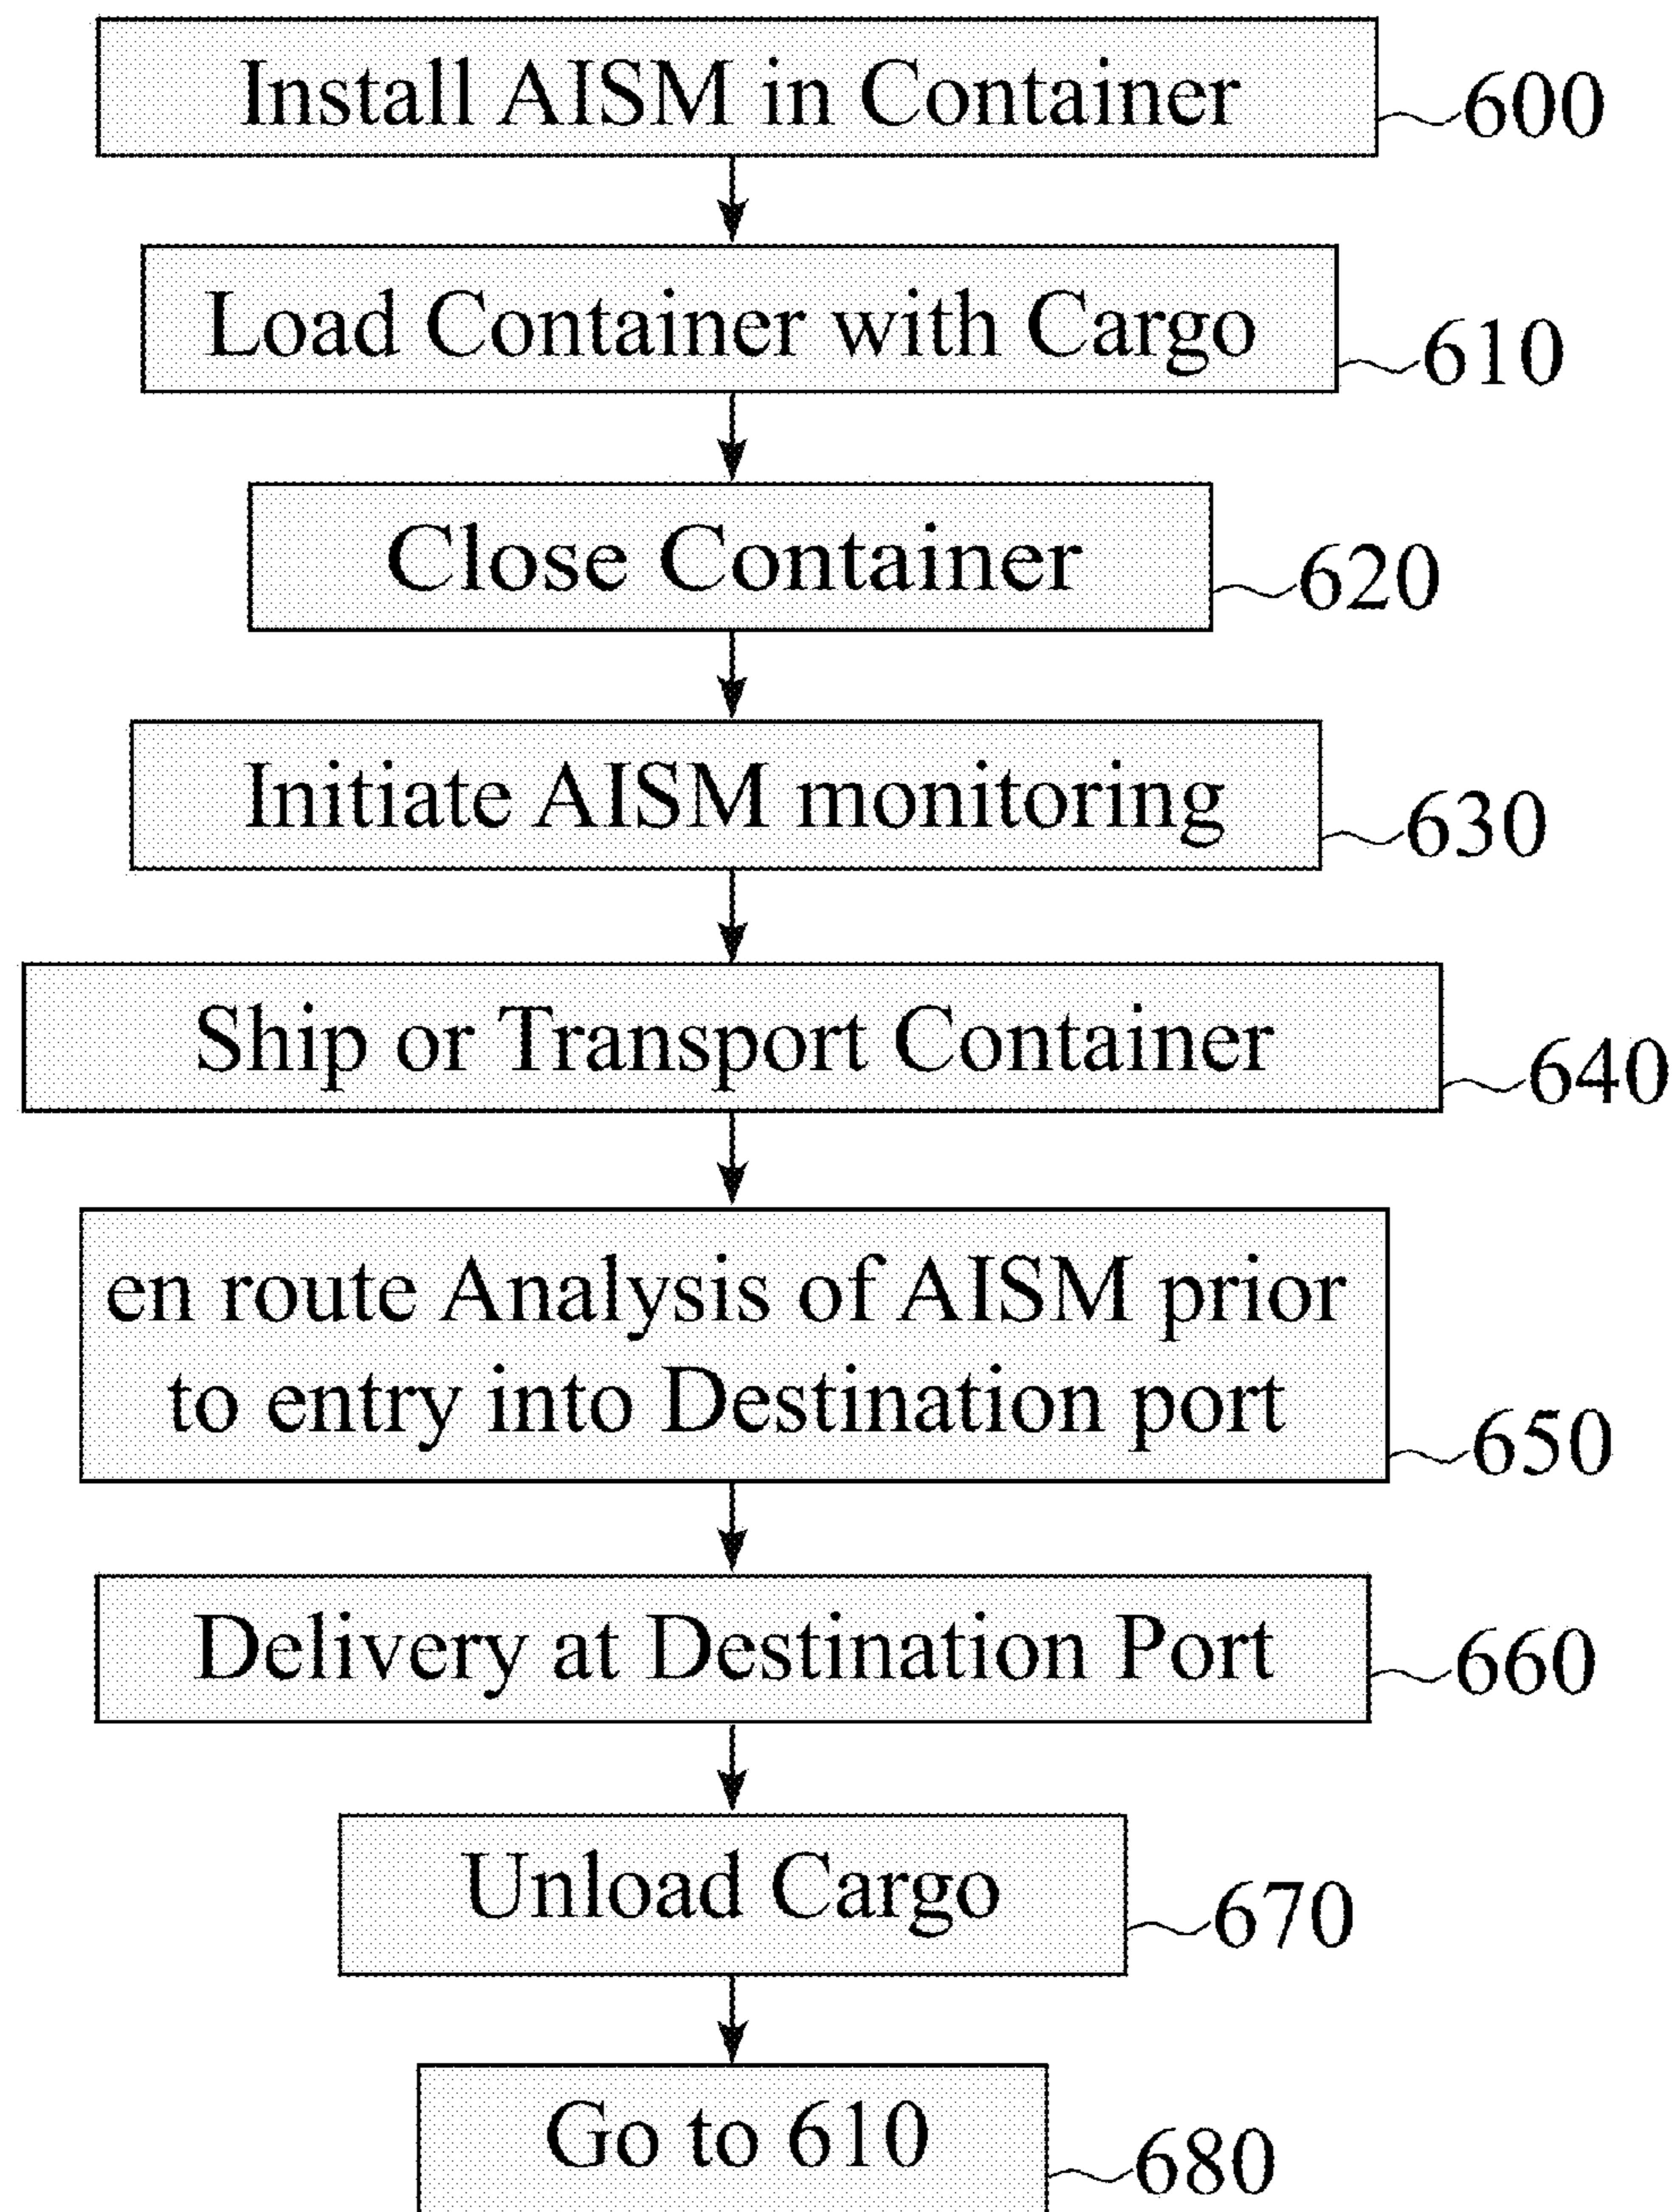 Install AISM in Container
600
Load Container with Cargo
610
Close Container
620
Initiate AISM monitoring
630
Ship or Transport Container
640
en route Analysis of AISM prior
to entry into Destination port
650
Delivery at Destination Port
660
Unload Cargo
670
Go to 610
680